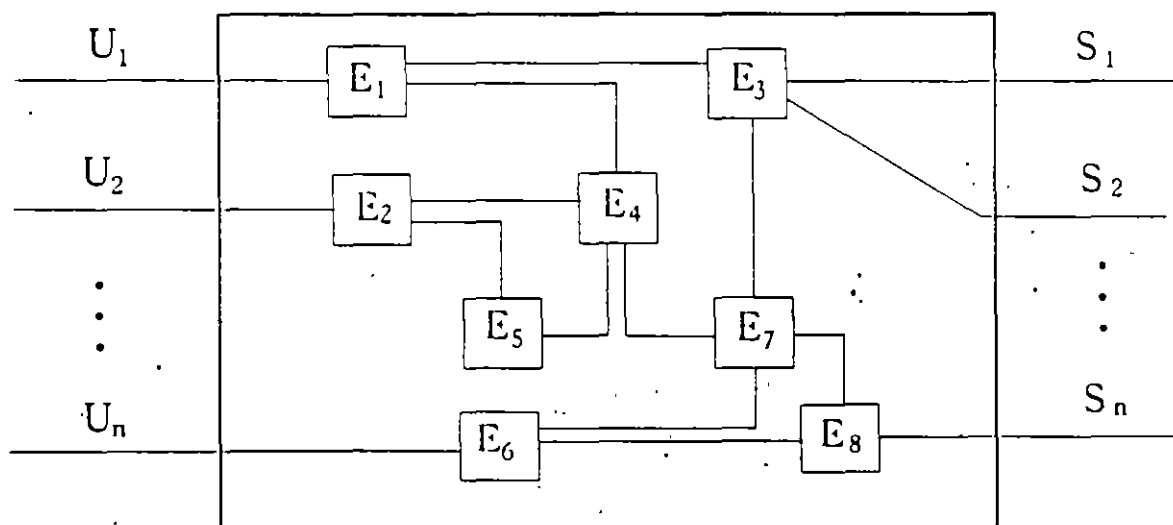 U₁
S₁
E₁
E₃
U₂
S₂
E₂
E₄
E₅
E₇
Uₙ
Sₙ
E₆
E₈